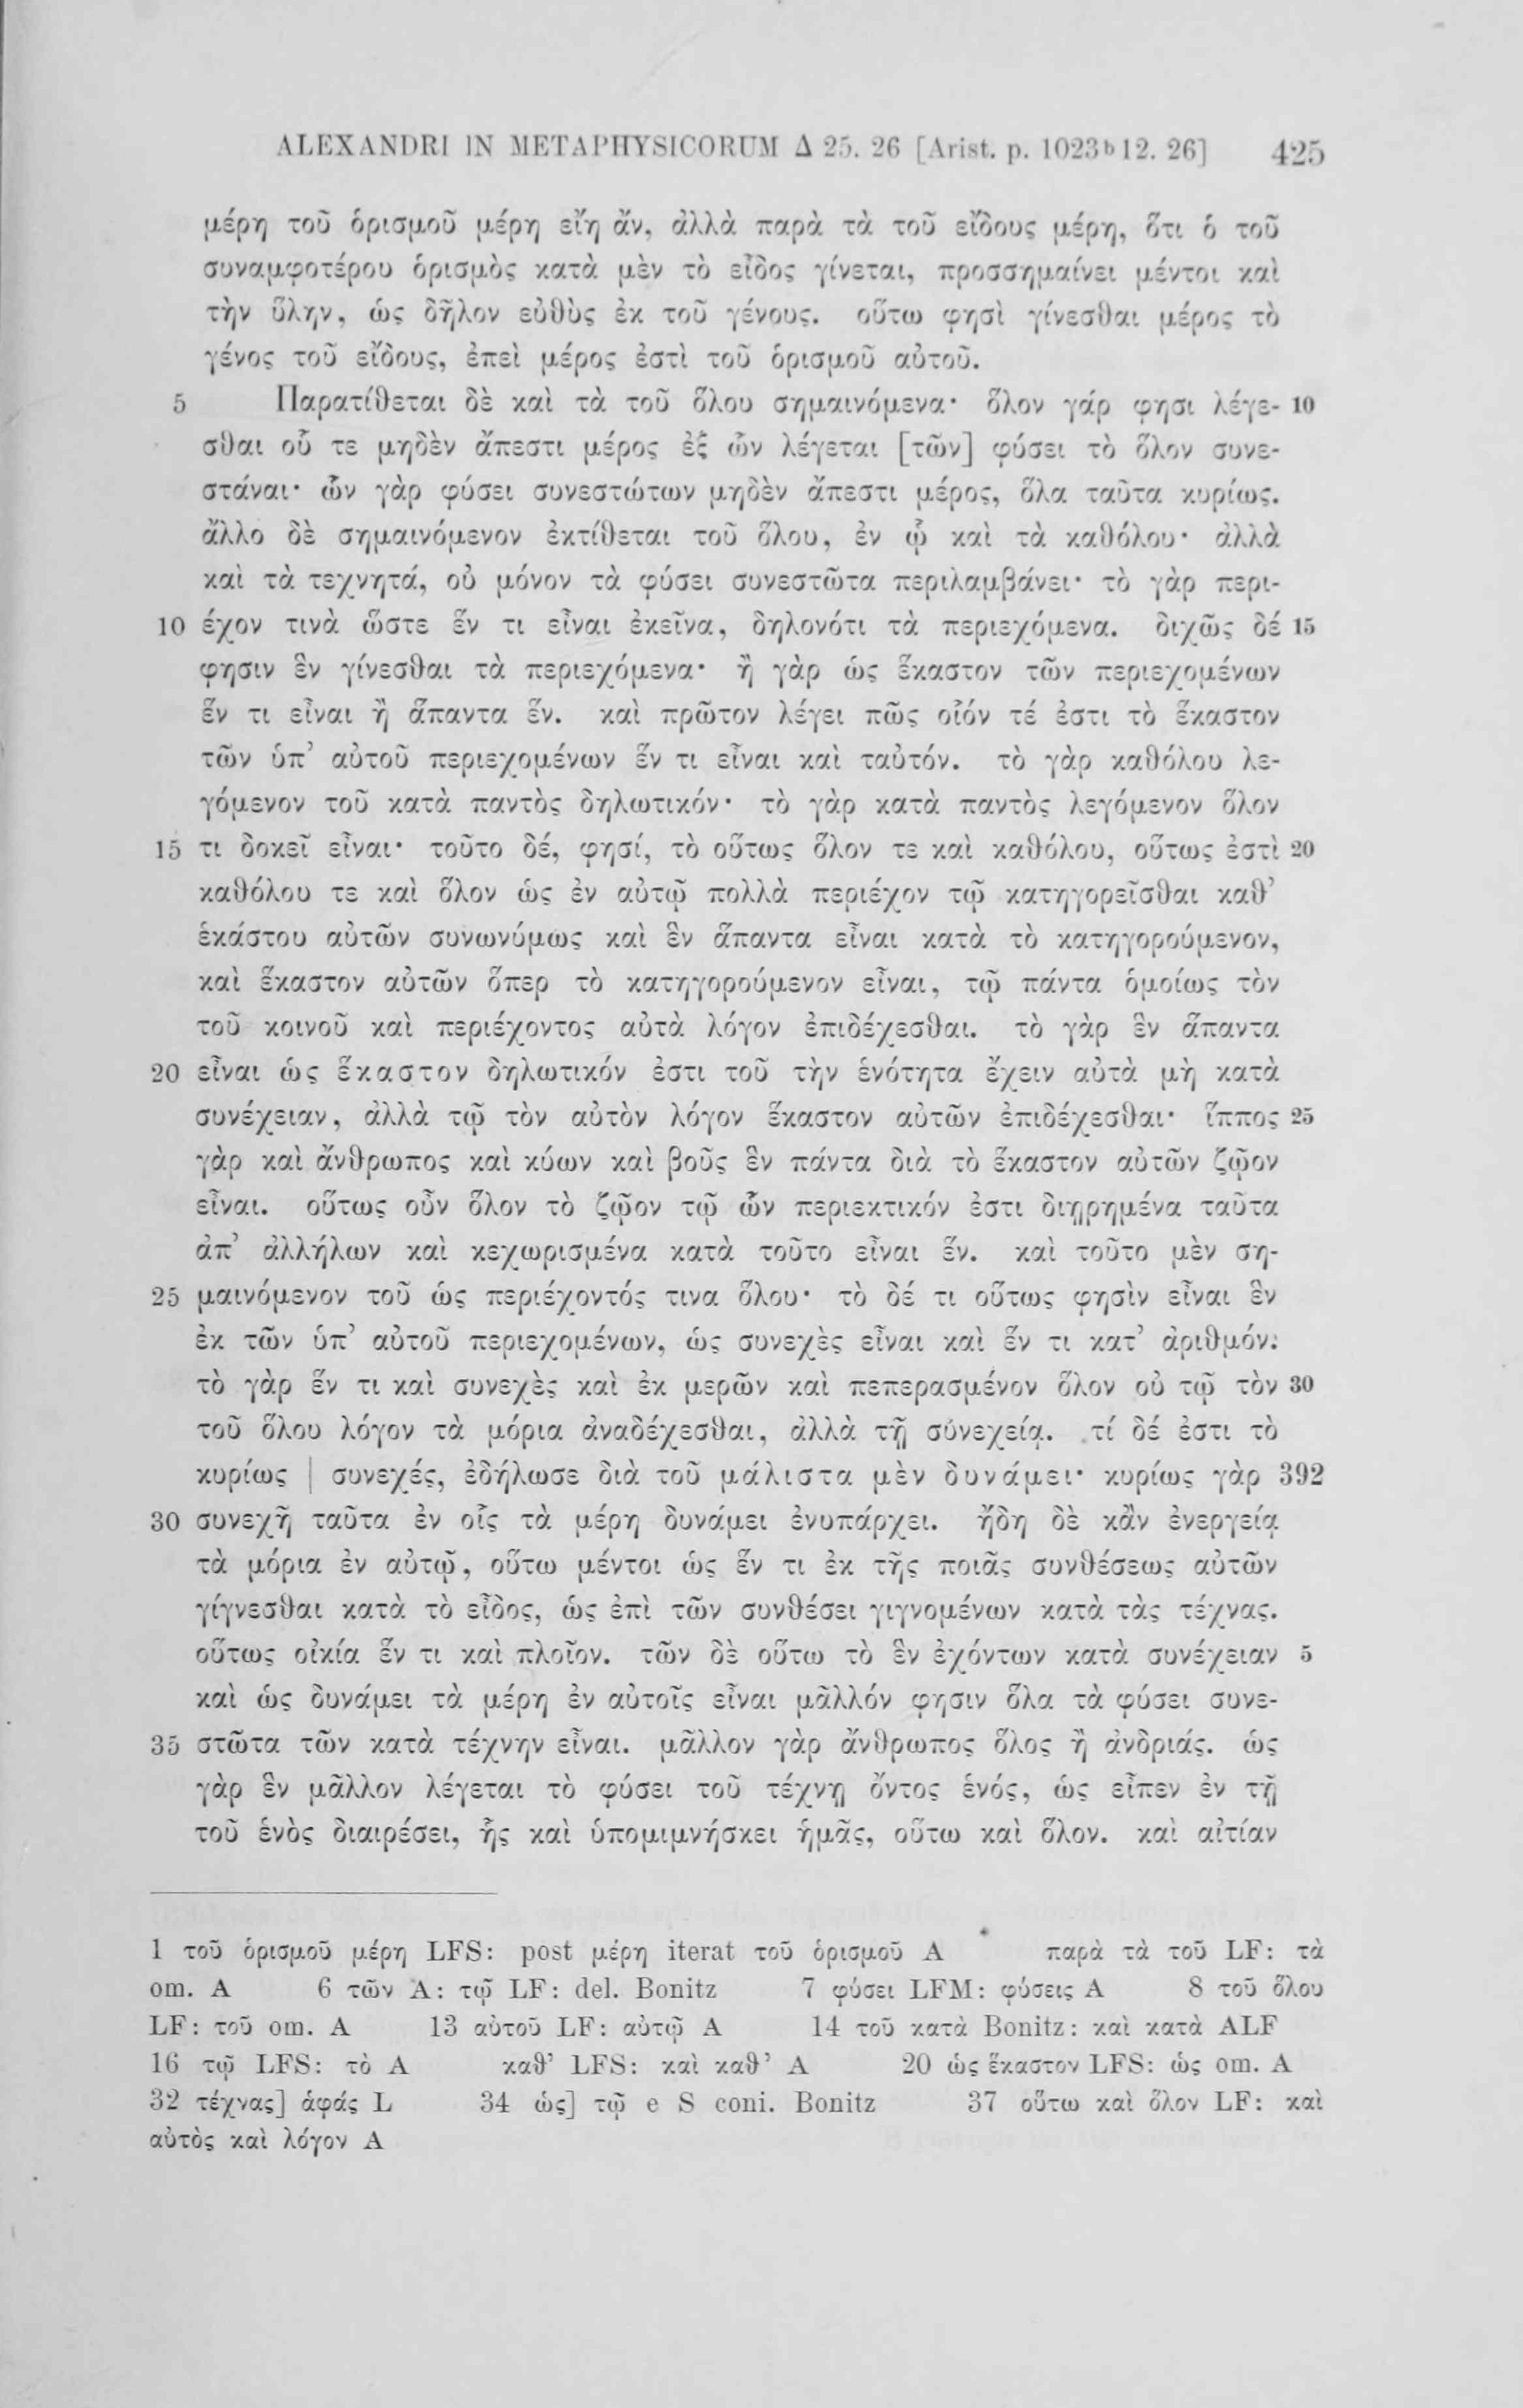 ALEXANDRI IN METAPHYSICORUM Δ 25. 26 [Arist. p. 1023ᵇ12. 26] 425
μέρη τοῦ ὁρισμοῦ μέρη εἴη ἄν, ἀλλὰ παρὰ τὰ τοῦ εἴδους μέρη, ὅτι ὁ τοῦ
συναμφοτέρου ὁρισμὸς κατὰ μὲν τὸ εἶδος γίνεται, προσσημαίνει μέντοι καὶ
τὴν ὕλην, ὡς δῆλον εὐθὺς ἐκ τοῦ γένους. οὕτω φησὶ γίνεσθαι μέρος τὸ
γένος τοῦ εἴδους, ἐπεὶ μέρος ἐστὶ τοῦ ὁρισμοῦ αὐτοῦ.
5 Παρατίθεται δὲ καὶ τὰ τοῦ ὅλου σημαινόμενα· ὅλον γάρ φησι λέγε- 10
σθαι οὗ τε μηδὲν ἄπεστι μέρος ἐξ ὧν λέγεται [τῶν] φύσει τὸ ὅλον συνε-
στάναι· ὧν γὰρ φύσει συνεστώτων μηδὲν ἄπεστι μέρος, ὅλα ταῦτα κυρίως.
ἄλλο δὲ σημαινόμενον ἐκτίθεται τοῦ ὅλου, ἐν ᾧ καὶ τὰ καθόλου· ἀλλὰ
καὶ τὰ τεχνητά, οὐ μόνον τὰ φύσει συνεστῶτα περιλαμβάνει· τὸ γὰρ περι-
10 έχον τινὰ ὥστε ἕν τι εἶναι ἐκεῖνα, δηλονότι τὰ περιεχόμενα. διχῶς δέ 15
φησιν ἓν γίνεσθαι τὰ περιεχόμενα· ἢ γὰρ ὡς ἕκαστον τῶν περιεχομένων
ἕν τι εἶναι ἢ ἅπαντα ἕν. καὶ πρῶτον λέγει πῶς οἷόν τέ ἐστι τὸ ἕκαστον
τῶν ὑπ’ αὐτοῦ περιεχομένων ἕν τι εἶναι καὶ ταὐτόν. τὸ γὰρ καθόλου λε-
γόμενον τοῦ κατὰ παντὸς δηλωτικόν· τὸ γὰρ κατὰ παντὸς λεγόμενον ὅλον
15 τι δοκεῖ εἶναι· τοῦτο δέ, φησί, τὸ οὕτως ὅλον τε καὶ καθόλου, οὕτως ἐστὶ 20
καθόλου τε καὶ ὅλον ὡς ἐν αὑτῷ πολλὰ περιέχον τῷ κατηγορεῖσθαι καθ’
ἑκάστου αὐτῶν συνωνύμως καὶ ἓν ἅπαντα εἶναι κατὰ τὸ κατηγορούμενον,
καὶ ἕκαστον αὐτῶν ὅπερ τὸ κατηγορούμενον εἶναι, τῷ πάντα ὁμοίως τὸν
τοῦ κοινοῦ καὶ περιέχοντος αὐτὰ λόγον ἐπιδέχεσθαι. τὸ γὰρ ἓν ἅπαντα
20 εἶναι ὡς ἕκαστον δηλωτικόν ἐστι τοῦ τὴν ἑνότητα ἔχειν αὐτὰ μὴ κατὰ
συνέχειαν, ἀλλὰ τῷ τὸν αὐτὸν λόγον ἕκαστον αὐτῶν ἐπιδέχεσθαι· ἵππος 25
γὰρ καὶ ἄνθρωπος καὶ κύων καὶ βοῦς ἓν πάντα διὰ τὸ ἕκαστον αὐτῶν ζῷον
εἶναι. οὕτως οὖν ὅλον τὸ ζῷον τῷ ὧν περιεκτικόν ἐστι διῃρημένα ταῦτα
ἀπ’ ἀλλήλων καὶ κεχωρισμένα κατὰ τοῦτο εἶναι ἕν. καὶ τοῦτο μὲν ση-
25 μαινόμενον τοῦ ὡς περιέχοντός τινα ὅλου· τὸ δέ τι οὕτως φησὶν εἶναι ἓν
ἐκ τῶν ὑπ’ αὐτοῦ περιεχομένων, ὡς συνεχὲς εἶναι καὶ ἕν τι κατ’ ἀριθμόν·
τὸ γὰρ ἕν τι καὶ συνεχὲς καὶ ἐκ μερῶν καὶ πεπερασμένον ὅλον οὐ τῷ τὸν 30
τοῦ ὅλου λόγον τὰ μόρια ἀναδέχεσθαι, ἀλλὰ τῇ συνεχείᾳ. τί δέ ἐστι τὸ
κυρίως | συνεχές, ἐδήλωσε διὰ τοῦ μάλιστα μὲν δυνάμει· κυρίως γὰρ 392
30 συνεχῆ ταῦτα ἐν οἷς τὰ μέρη δυνάμει ἐνυπάρχει. ἤδη δὲ κἂν ἐνεργείᾳ
τὰ μόρια ἐν αὐτῷ, οὕτω μέντοι ὡς ἕν τι ἐκ τῆς ποιᾶς συνθέσεως αὐτῶν
γίγνεσθαι κατὰ τὸ εἶδος, ὡς ἐπὶ τῶν συνθέσει γιγνομένων κατὰ τὰς τέχνας.
οὕτως οἰκία ἕν τι καὶ πλοῖον. τῶν δὲ οὕτω τὸ ἓν ἐχόντων κατὰ συνέχειαν 5
καὶ ὡς δυνάμει τὰ μέρη ἐν αὐτοῖς εἶναι μᾶλλόν φησιν ὅλα τὰ φύσει συνε-
35 στῶτα τῶν κατὰ τέχνην εἶναι. μᾶλλον γὰρ ἄνθρωπος ὅλος ἢ ἀνδριάς. ὡς
γὰρ ἓν μᾶλλον λέγεται τὸ φύσει τοῦ τέχνῃ ὄντος ἑνός, ὡς εἶπεν ἐν τῇ
τοῦ ἑνὸς διαιρέσει, ἧς καὶ ὑπομιμνήσκει ἡμᾶς, οὕτω καὶ ὅλον. καὶ αἰτίαν
1 τοῦ ὁρισμοῦ μέρη LFS: post μέρη iterat τοῦ ὁρισμοῦ A παρὰ τὰ τοῦ LF: τὰ
om. A 6 τῶν A: τῷ LF: del. Bonitz 7 φύσει LFM: φύσεις A 8 τοῦ ὅλου
LF: τοῦ om. A 13 αὐτοῦ LF: αὐτῷ A 14 τοῦ κατὰ Bonitz: καὶ κατὰ ALF
16 τῷ LFS: τὸ A καθ’ LFS: καὶ καθ’ A 20 ὡς ἕκαστον LFS: ὡς om. A
32 τέχνας] ἁφάς L 34 ὡς] τῷ e S coni. Bonitz 37 οὕτω καὶ ὅλον LF: καὶ
αὐτὸς καὶ λόγον A